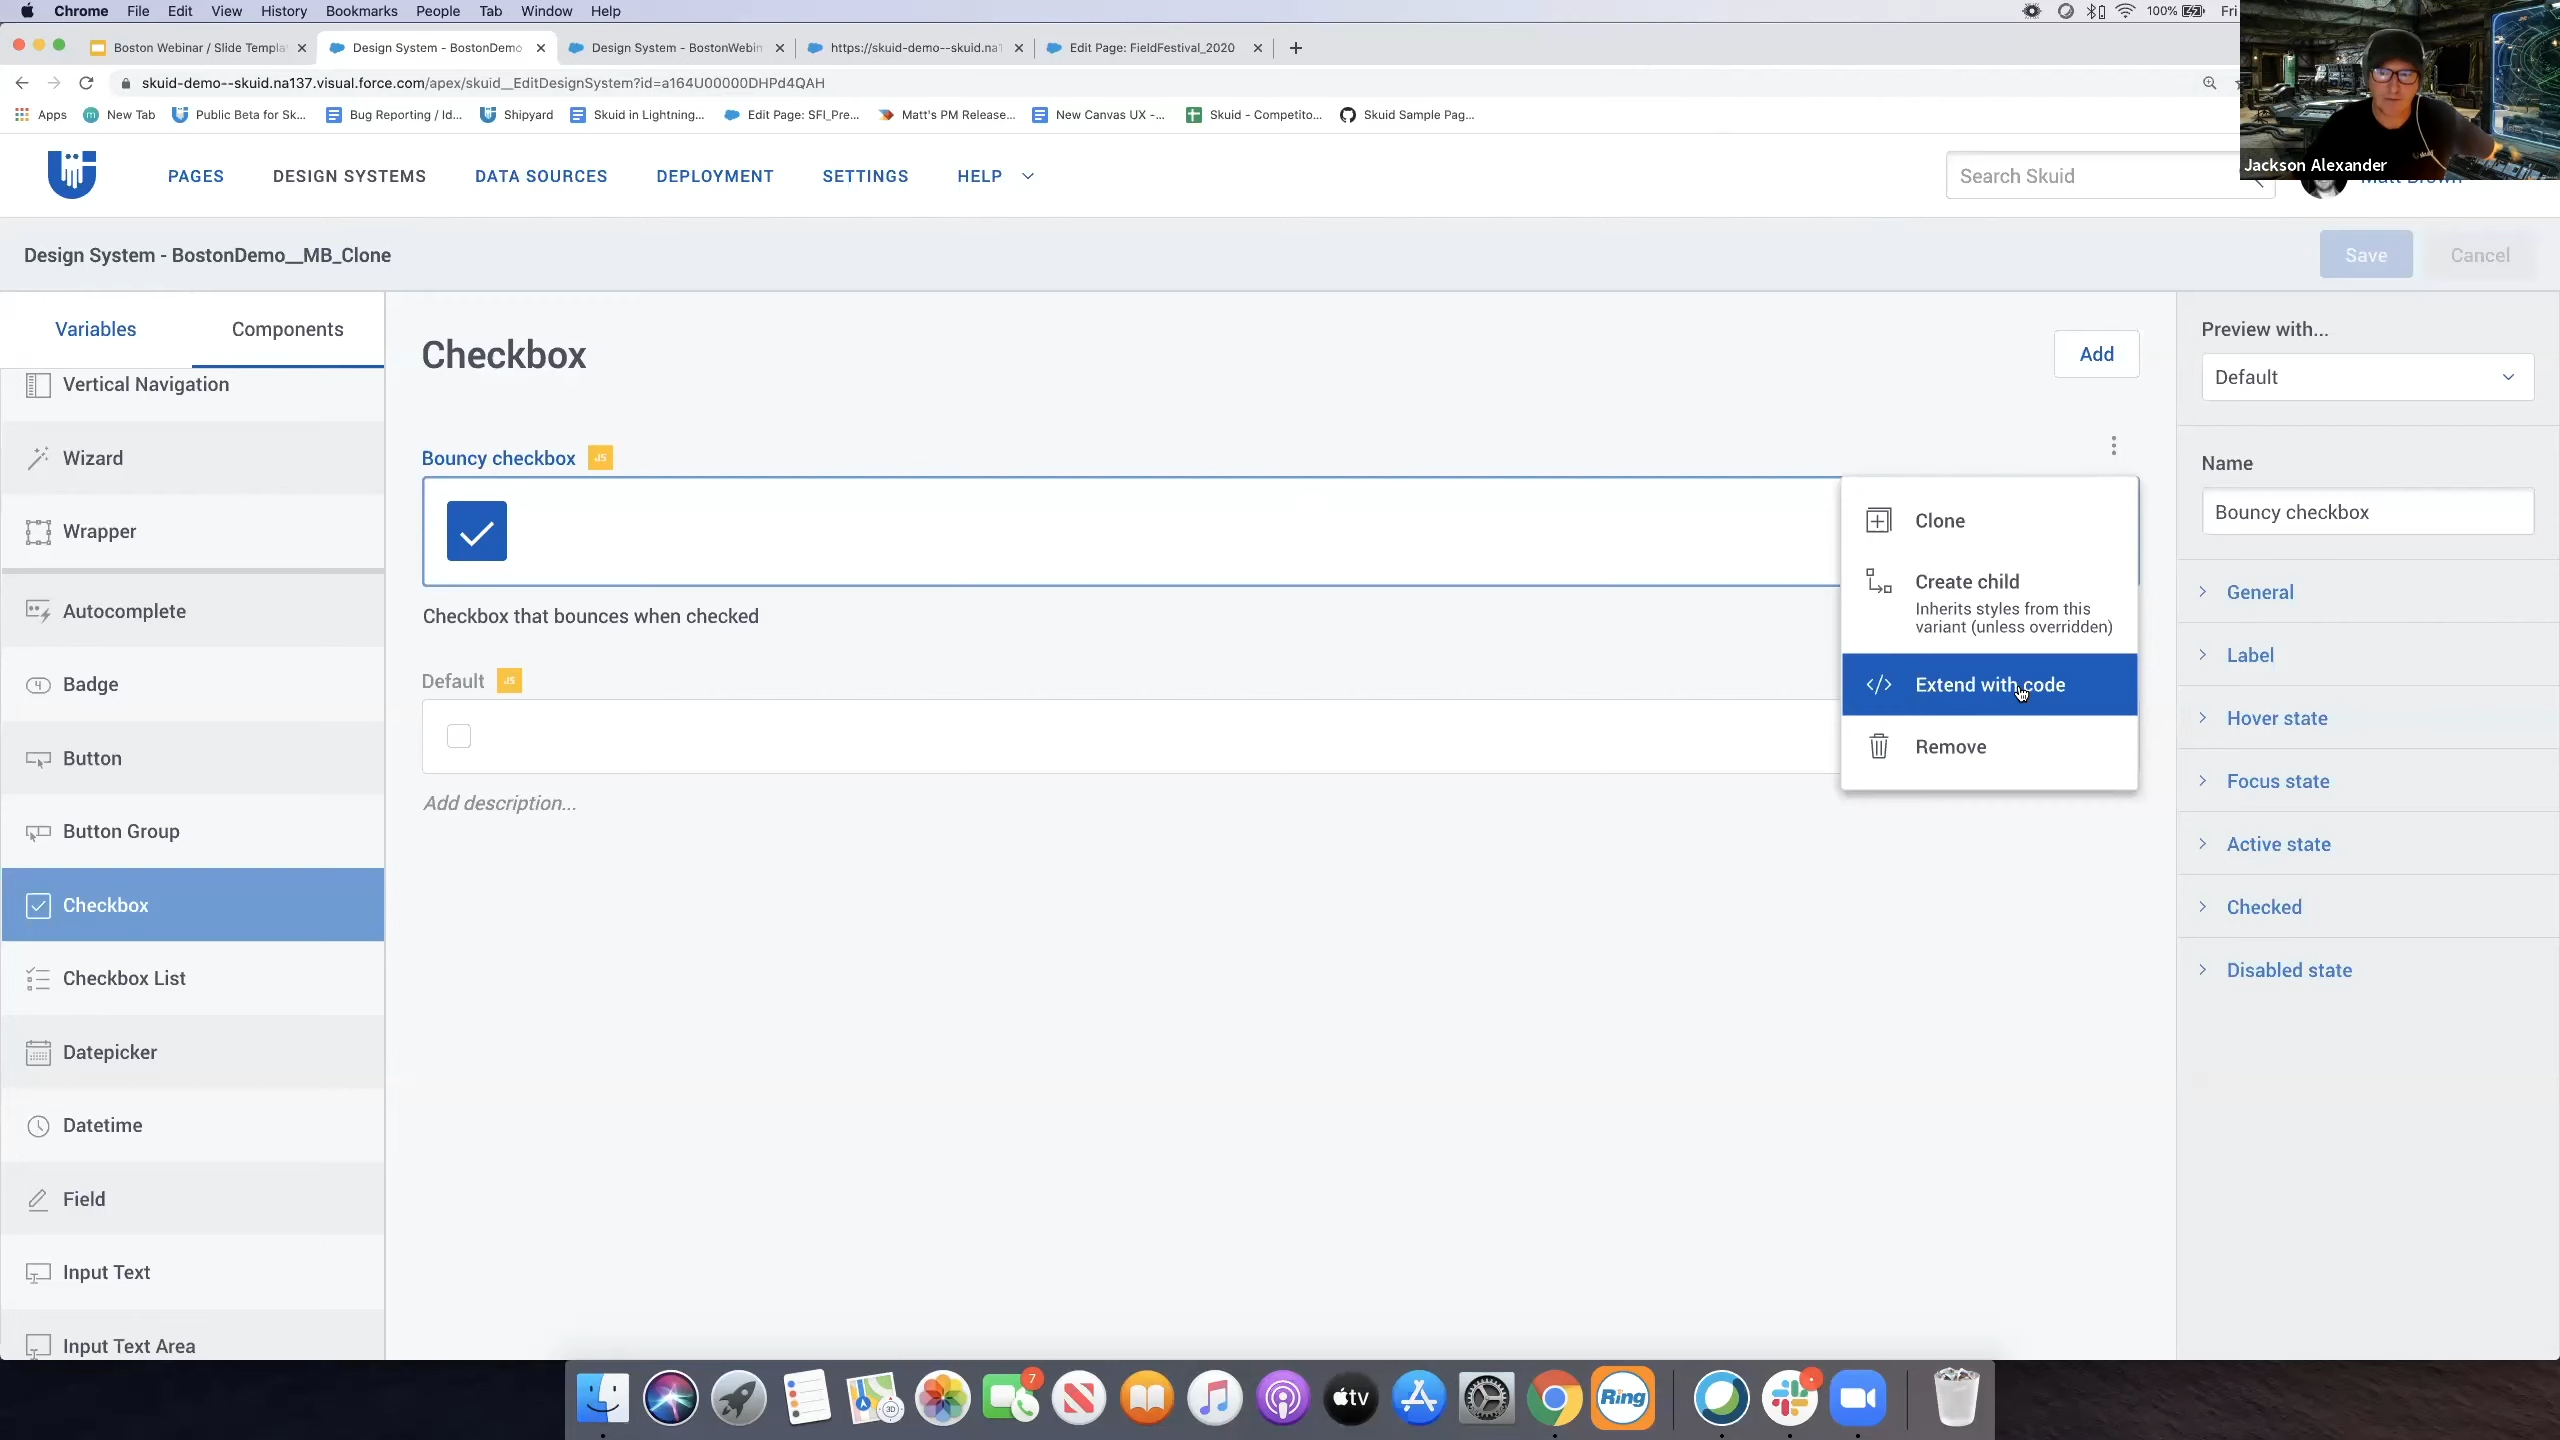 Chrome File Edit View History Bookmarks People Tab Window Help 100% Fri
Boston Webinar / Slide Templa Design System - BostonDemo Design System - BostonWebin https://skuid-demo--skuid.na1 Edit Page: FieldFestival_2020
skuid-demo--skuid.na137.visual.force.com/apex/skuid__EditDesignSystem?id=a164U00000DHPd4QAH
Apps New Tab Public Beta for Sk... Bug Reporting / Id... Shipyard Skuid in Lightning... Edit Page: SFI_Pre... Matt's PM Release... New Canvas UX -... Skuid - Competito... Skuid Sample Pag...
Jackson Alexander
PAGES DESIGN SYSTEMS DATA SOURCES DEPLOYMENT SETTINGS HELP Search Skuid
Design System - BostonDemo__MB_Clone Save Cancel
Variables Components
Vertical Navigation
Wizard
Wrapper
Autocomplete
Badge
Button
Button Group
Checkbox
Checkbox List
Datepicker
Datetime
Field
Input Text
Input Text Area
Checkbox Add
Bouncy checkbox JS
Checkbox that bounces when checked
Default JS
Add description...
Clone
Create child
Inherits styles from this
variant (unless overridden)
Extend with code
Remove
Preview with...
Default
Name
Bouncy checkbox
General
Label
Hover state
Focus state
Active state
Checked
Disabled state
3D
7
tv
Ring